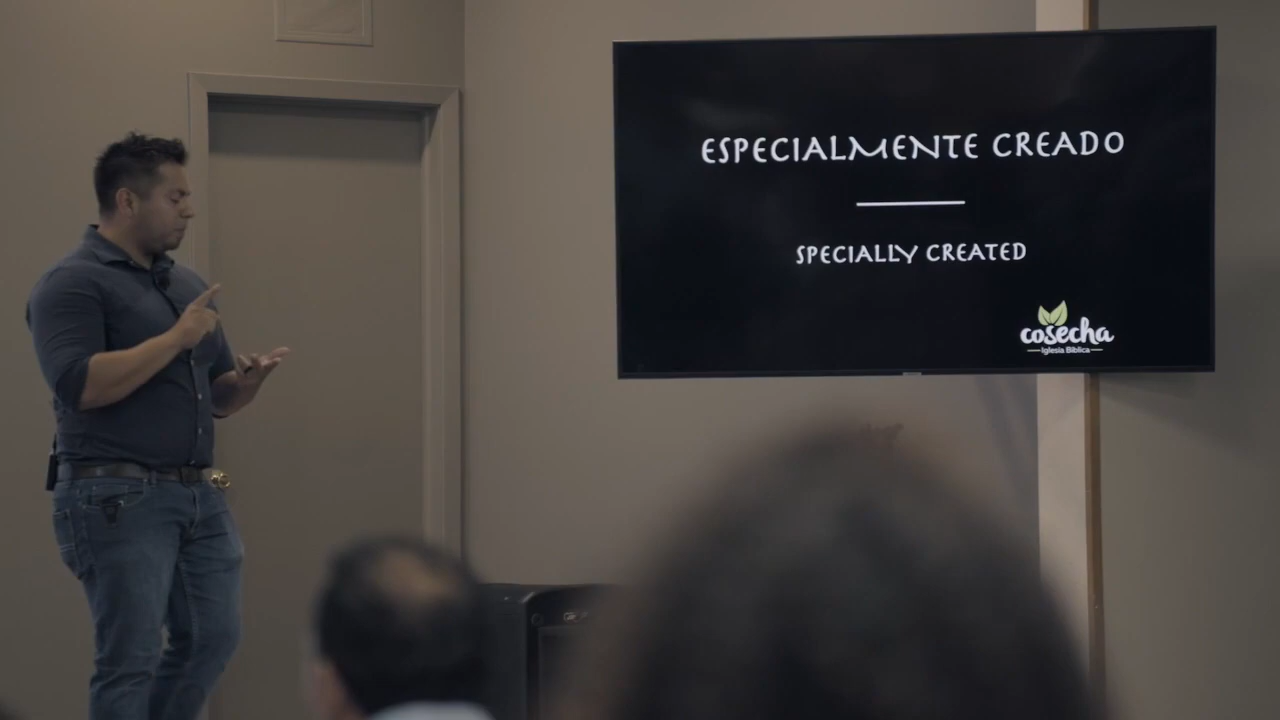 ESPECIALMENTE CREADO
SPECIALLY CREATED
cosecha
Iglesia Bíblica